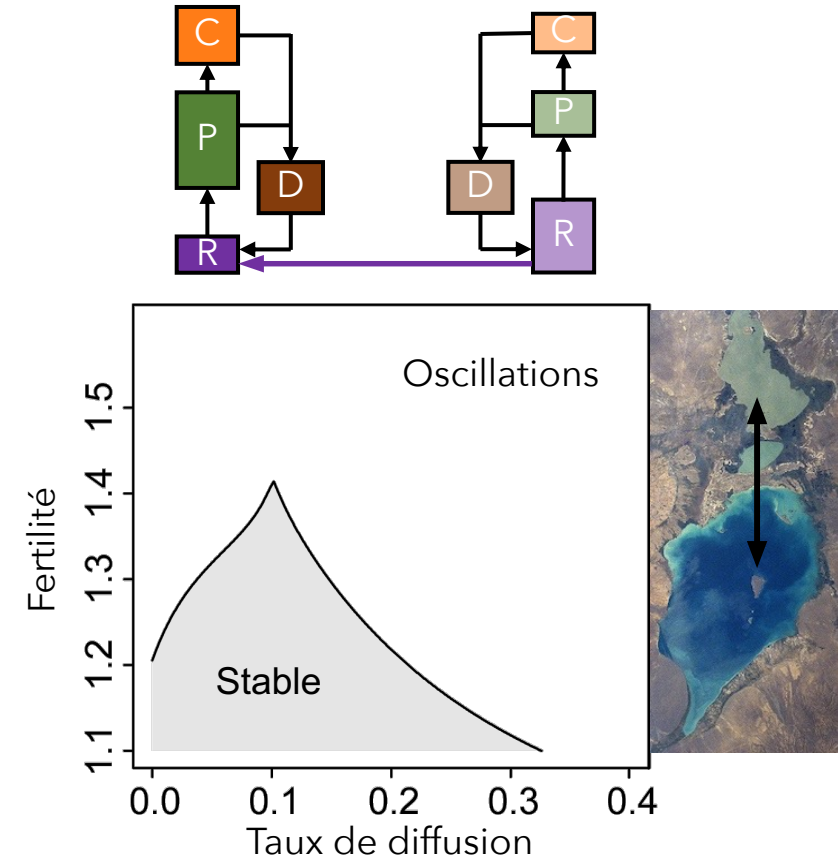 C
C
P
P
D
D
R
R
Oscillations
Stable
Fertilité
1.5
1.4
1.3
1.2
1.1
0.0 0.1 0.2 0.3 0.4
Taux de diffusion